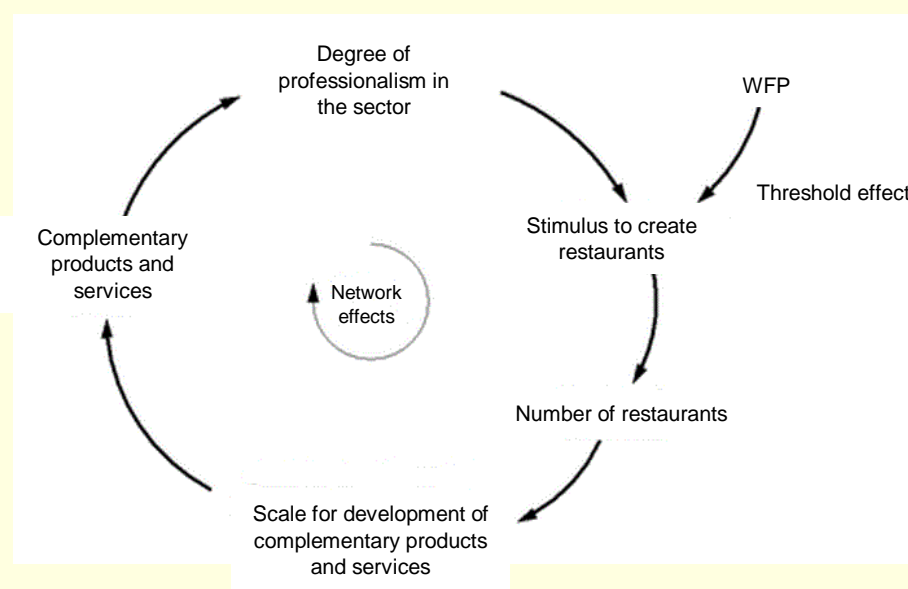 Degree of
professionalism in
the sector
WFP
Threshold effect
Stimulus to create
restaurants
Complementary
products and
services
Network
effects
Number of restaurants
Scale for development of
complementary products
and services